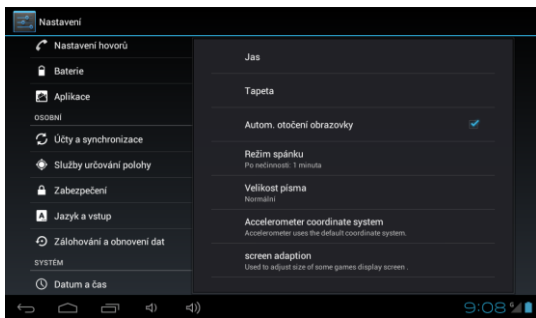 Nastavení
Nastavení hovorů
Baterie
Aplikace
OSOBNÍ
Účty a synchronizace
Služby určování polohy
Zabezpečení
Jazyk a vstup
Zálohování a obnovení dat
SYSTÉM
Datum a čas
Jas
Tapeta
Autom. otočení obrazovky
Režim spánku
Po nečinnosti: 1 minuta
Velikost písma
Normální
Accelerometer coordinate system
Accelerometer uses the default coordinate system.
screen adaption
Used to adjust size of some games display screen .
9:08